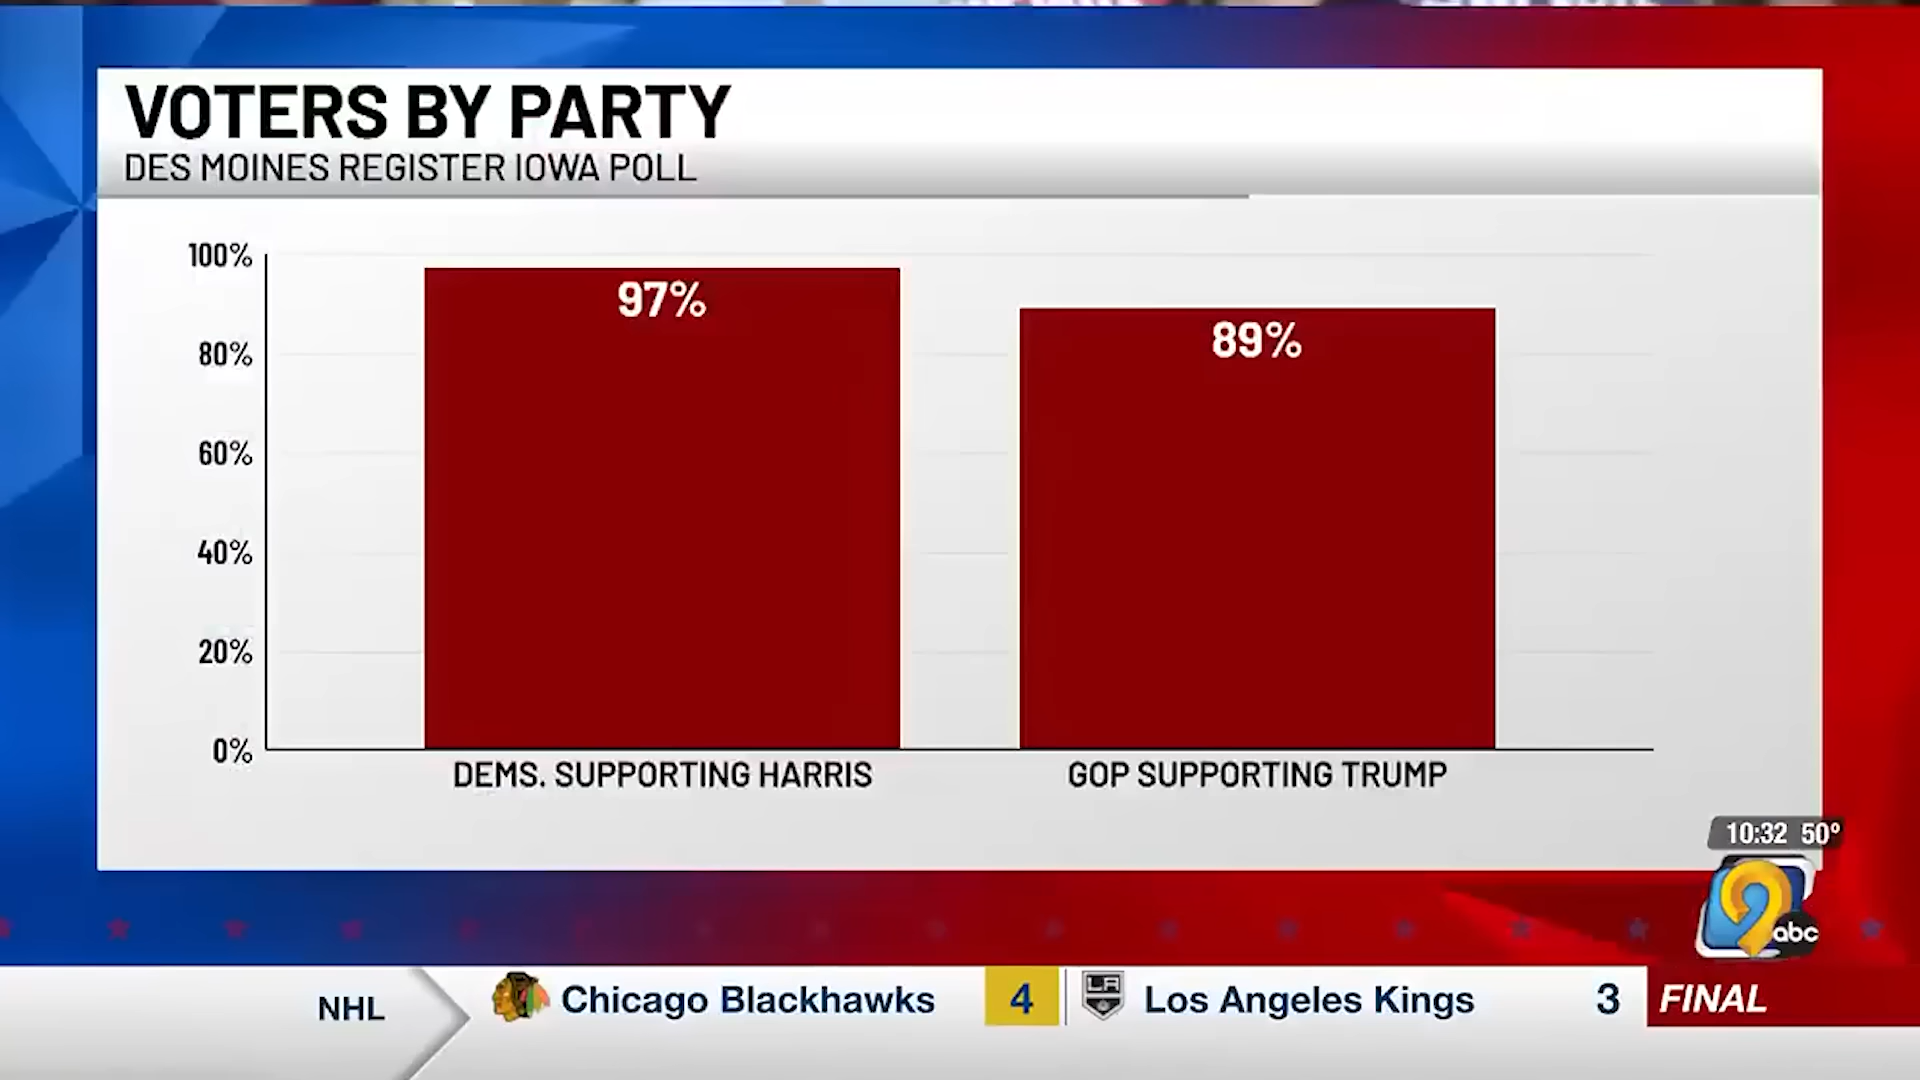 VOTERS BY PARTY
DES MOINES REGISTER IOWA POLL
100%
80%
60%
40%
20%
0%
97%
89%
DEMS. SUPPORTING HARRIS
GOP SUPPORTING TRUMP
10:32 50°
9
abc
NHL
Chicago Blackhawks 4
LA
Los Angeles Kings 3
FINAL